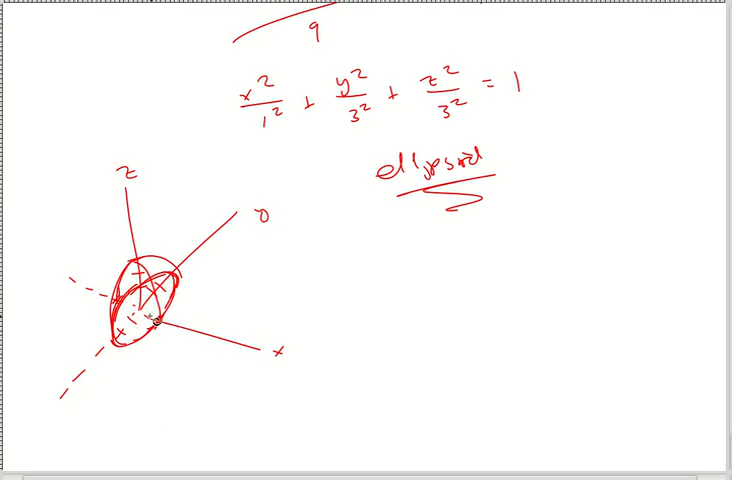 9
x²/1² + y²/3² + z²/3² = 1
ellipsoid
z
y
x